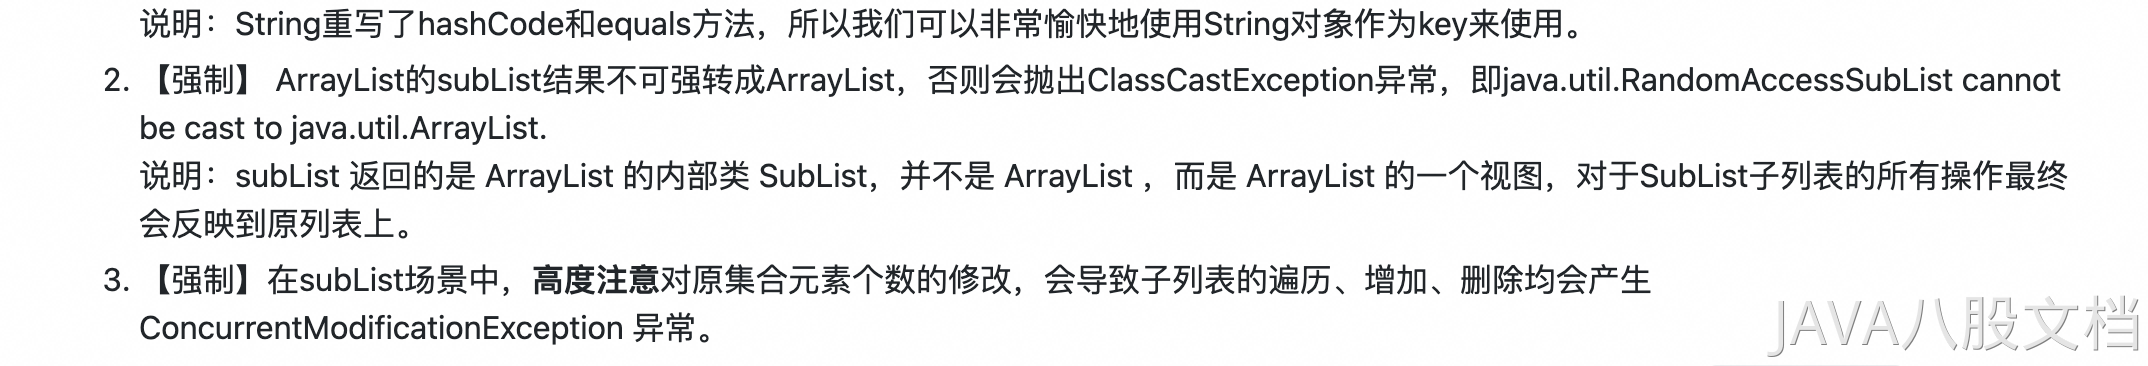 说明：String重写了hashCode和equals方法，所以我们可以非常愉快地使用String对象作为key来使用。
2. 【强制】 ArrayList的subList结果不可强转成ArrayList，否则会抛出ClassCastException异常，即java.util.RandomAccessSubList cannot
be cast to java.util.ArrayList.
说明：subList 返回的是 ArrayList 的内部类 SubList，并不是 ArrayList ，而是 ArrayList 的一个视图，对于SubList子列表的所有操作最终
会反映到原列表上。
3. 【强制】在subList场景中，高度注意对原集合元素个数的修改，会导致子列表的遍历、增加、删除均会产生
ConcurrentModificationException 异常。
JAVA八股文档